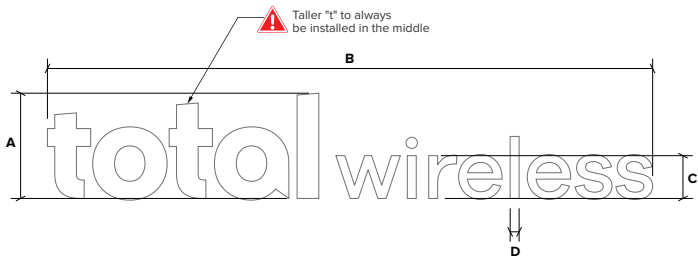 Taller "t" to always
be installed in the middle
B
A
total wireless
C
D